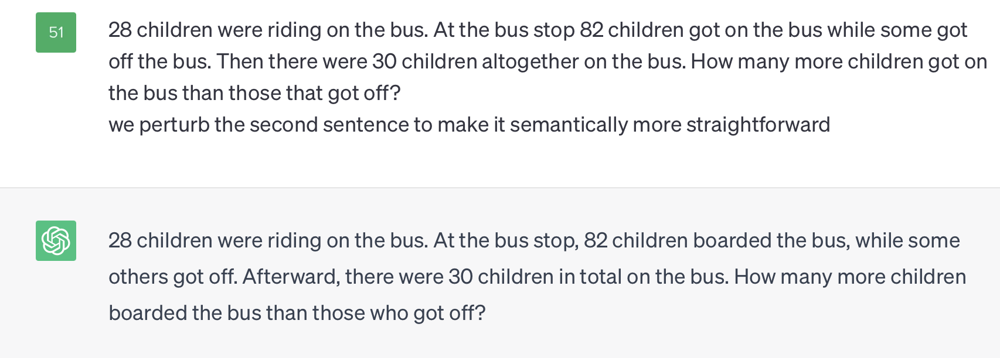 51
28 children were riding on the bus. At the bus stop 82 children got on the bus while some got
off the bus. Then there were 30 children altogether on the bus. How many more children got on
the bus than those that got off?
we perturb the second sentence to make it semantically more straightforward
28 children were riding on the bus. At the bus stop, 82 children boarded the bus, while some
others got off. Afterward, there were 30 children in total on the bus. How many more children
boarded the bus than those who got off?